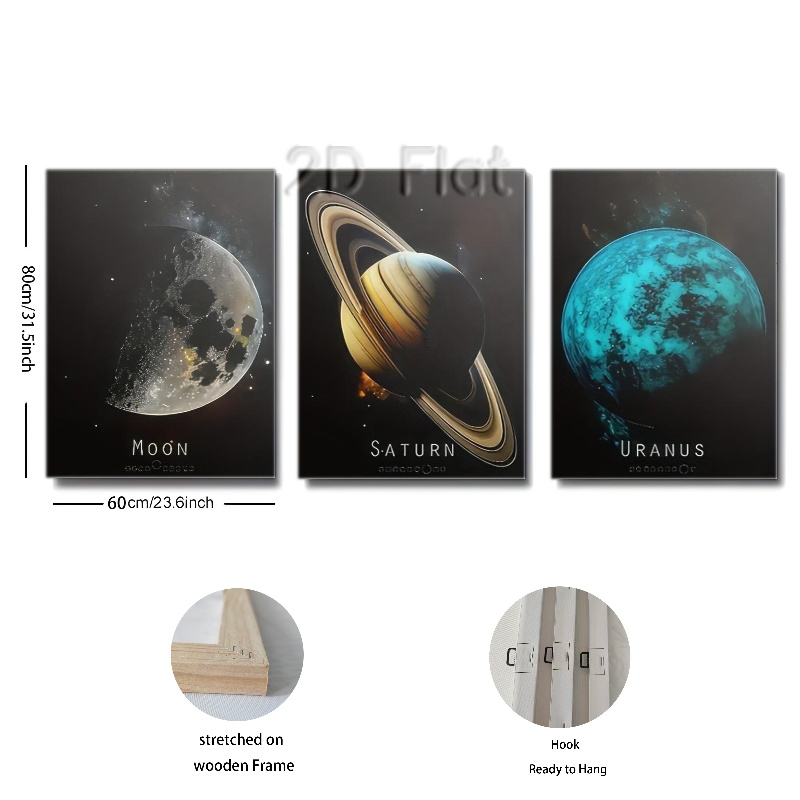 2D Flat
80cm/31.5inch
MOON
SATURN
URANUS
60cm/23.6inch
stretched on
wooden Frame
Hook
Ready to Hang